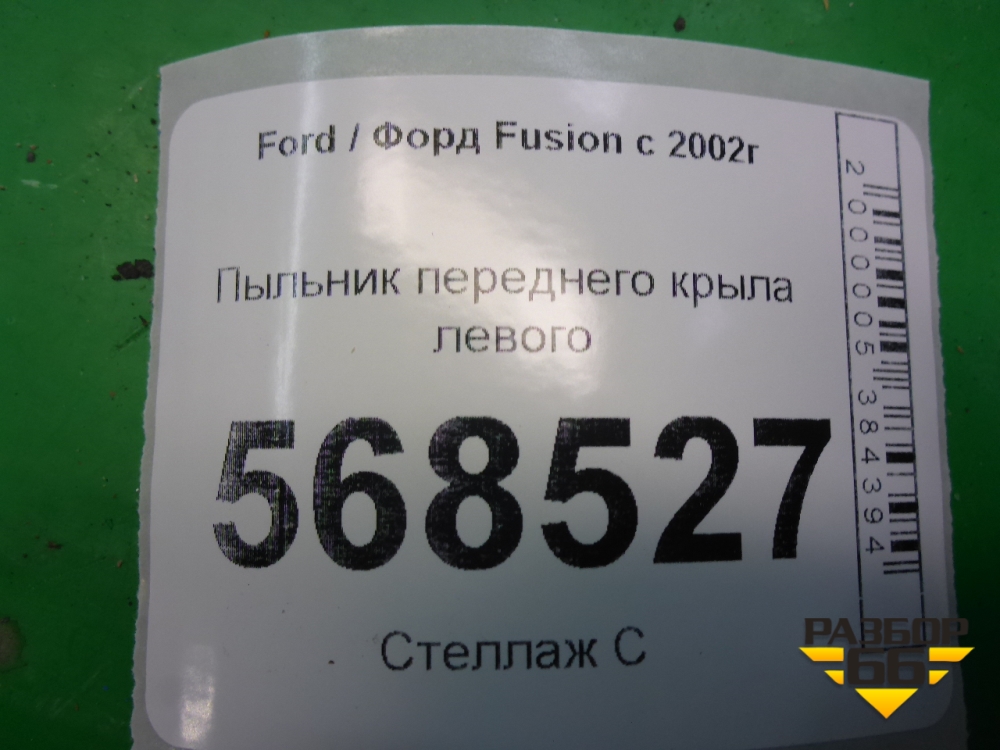 Ford / Форд Fusion с 2002г
Пыльник переднего крыла
левого
568527
Стеллаж С
2000005384394
РАЗБОР
66